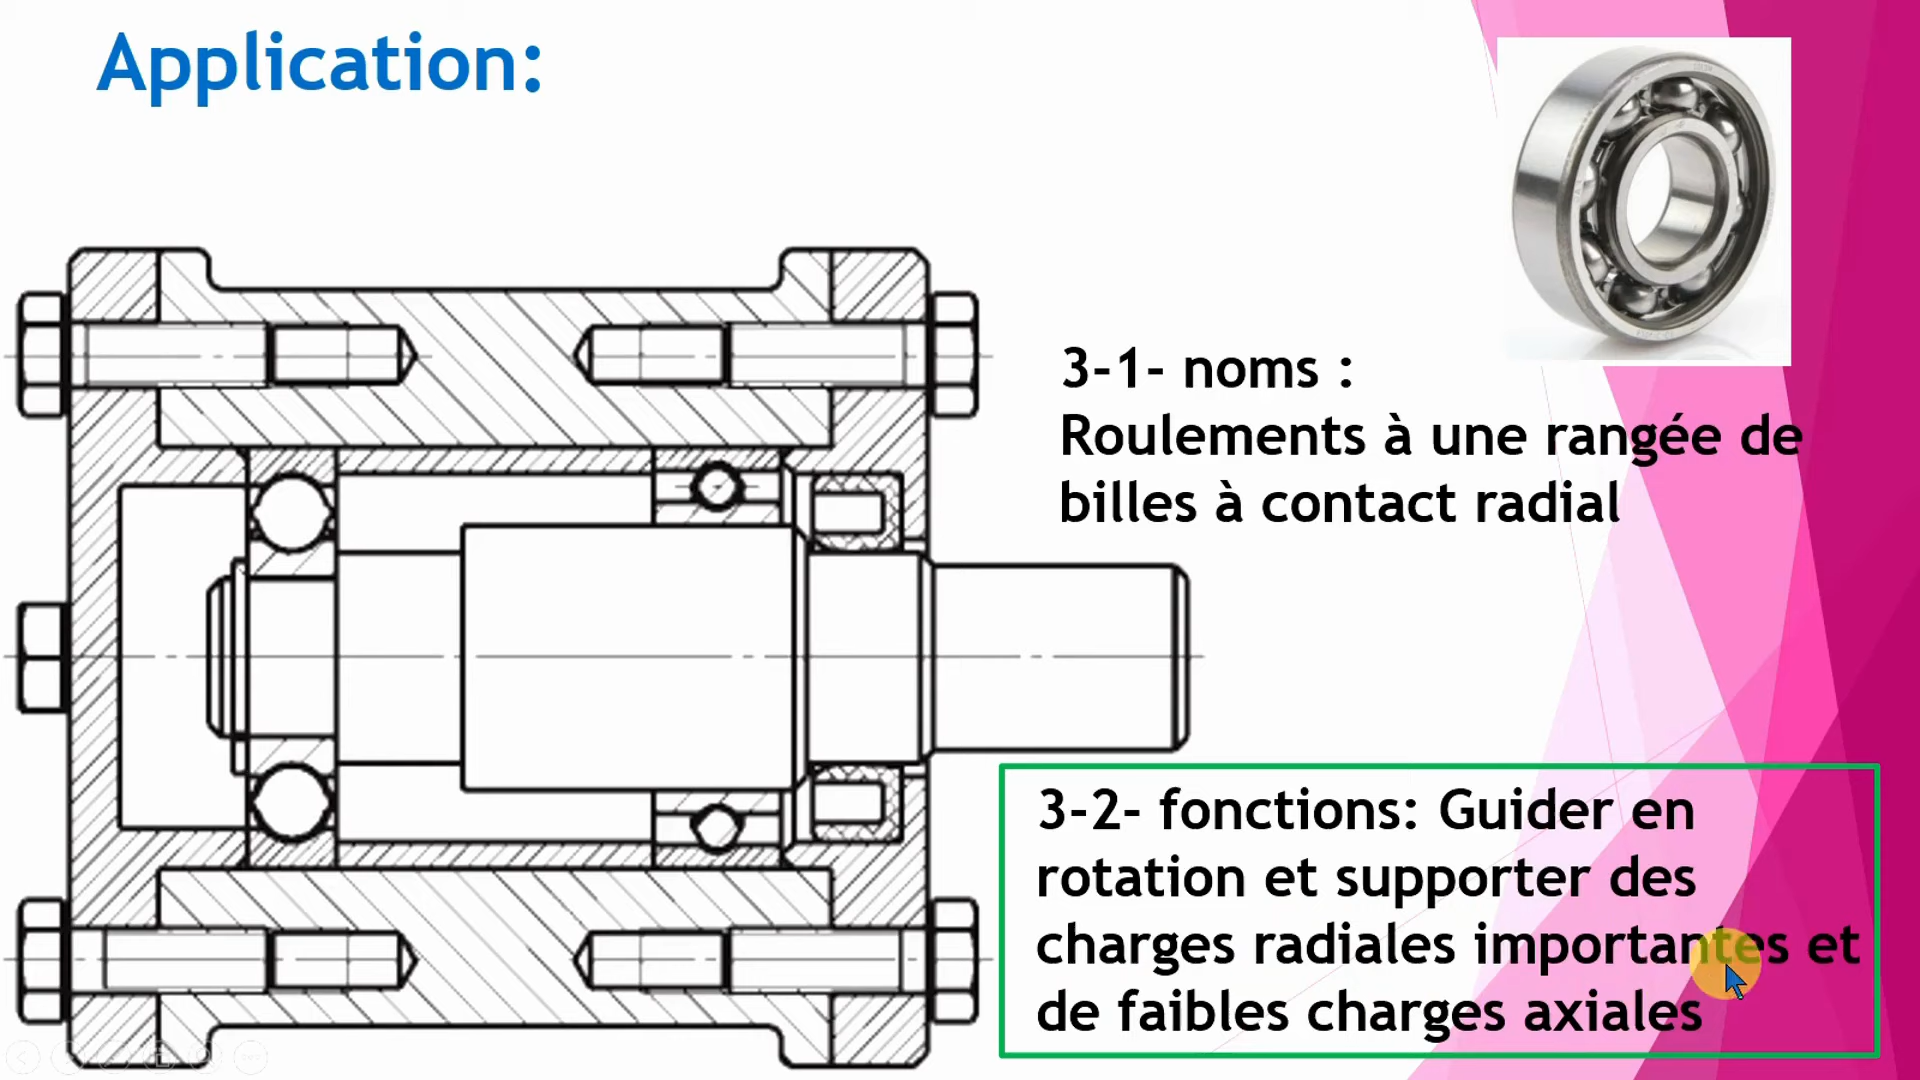 Application:
3-1- noms :
Roulements à une rangée de
billes à contact radial
3-2- fonctions: Guider en
rotation et supporter des
charges radiales importantes et
de faibles charges axiales